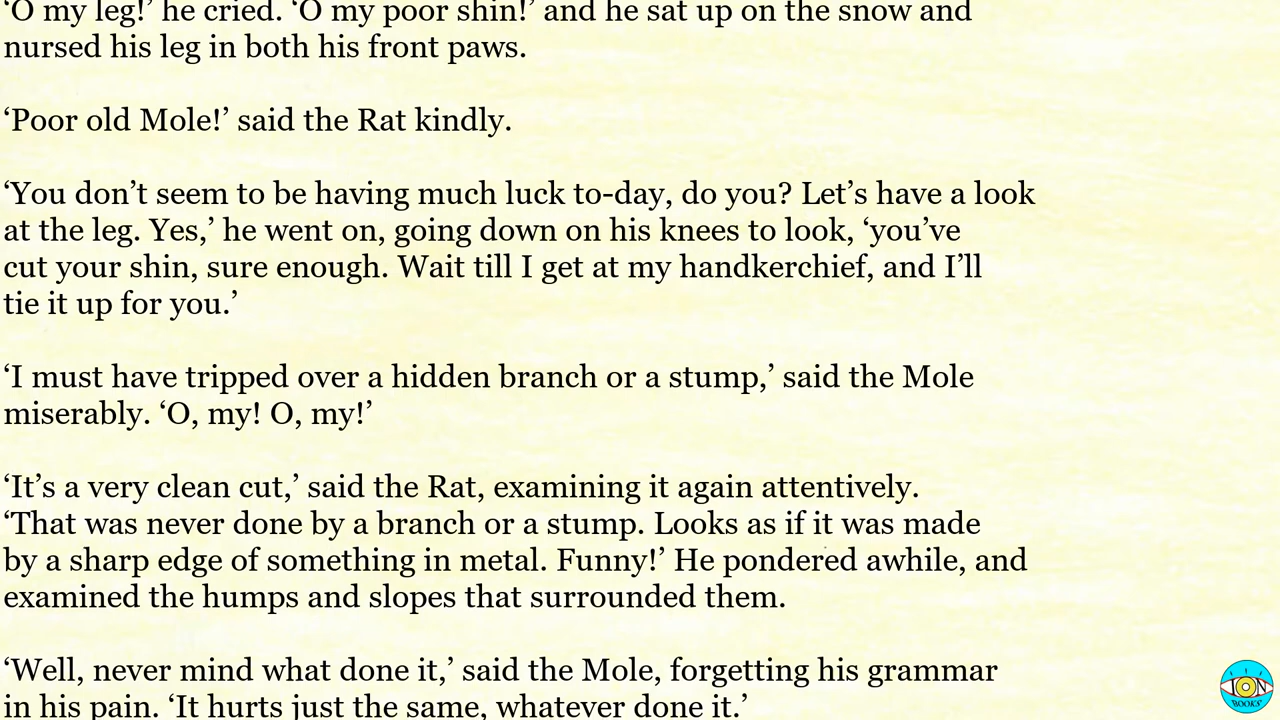 ‘O my leg!’ he cried. ‘O my poor shin!’ and he sat up on the snow and
nursed his leg in both his front paws.
‘Poor old Mole!’ said the Rat kindly.
‘You don’t seem to be having much luck to-day, do you? Let’s have a look
at the leg. Yes,’ he went on, going down on his knees to look, ‘you’ve
cut your shin, sure enough. Wait till I get at my handkerchief, and I’ll
tie it up for you.’
‘I must have tripped over a hidden branch or a stump,’ said the Mole
miserably. ‘O, my! O, my!’
‘It’s a very clean cut,’ said the Rat, examining it again attentively.
‘That was never done by a branch or a stump. Looks as if it was made
by a sharp edge of something in metal. Funny!’ He pondered awhile, and
examined the humps and slopes that surrounded them.
‘Well, never mind what done it,’ said the Mole, forgetting his grammar
in his pain. ‘It hurts just the same, whatever done it.’
ION
BOOKS